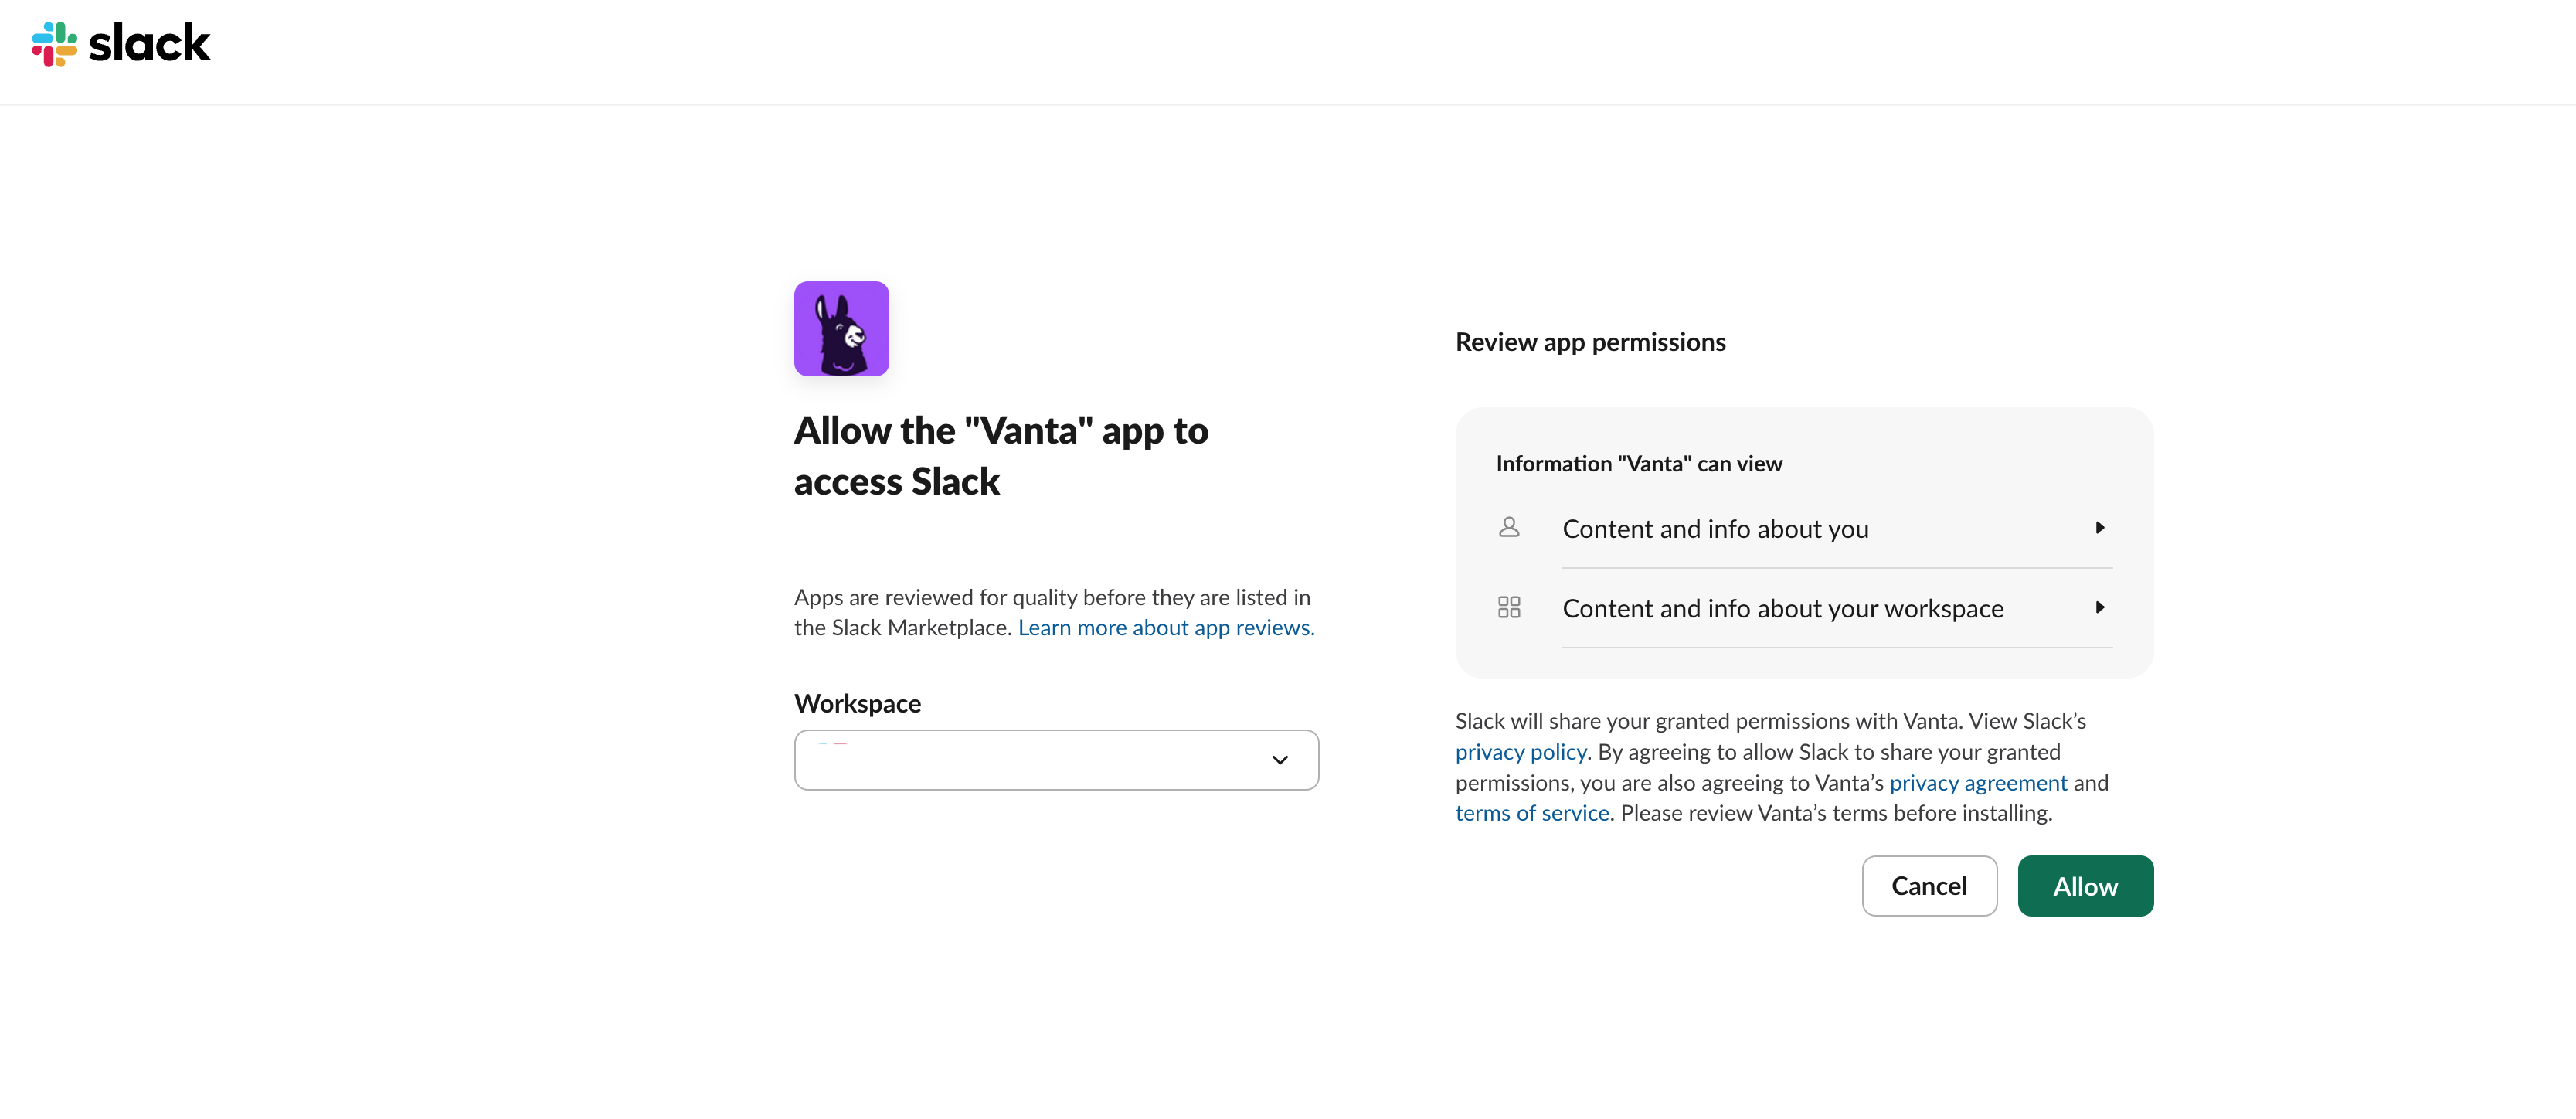 slack
Allow the "Vanta" app to
access Slack
Apps are reviewed for quality before they are listed in
the Slack Marketplace. Learn more about app reviews.
Workspace
Review app permissions
Information "Vanta" can view
Content and info about you
Content and info about your workspace
Slack will share your granted permissions with Vanta. View Slack’s
privacy policy. By agreeing to allow Slack to share your granted
permissions, you are also agreeing to Vanta’s privacy agreement and
terms of service. Please review Vanta’s terms before installing.
Cancel
Allow